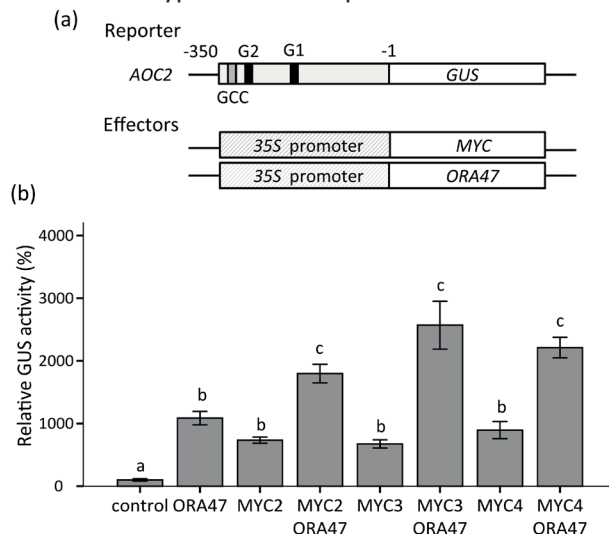 (a)
Reporter
-350 G2 G1 -1
AOC2 GUS
GCC
Effectors
35S promoter MYC
35S promoter ORA47
(b)
Relative GUS activity (%)
4000
3000
2000
1000
0
a
b
b
c
b
c
b
c
control ORA47 MYC2 MYC2 MYC3 MYC3 MYC4 MYC4
ORA47 ORA47 ORA47